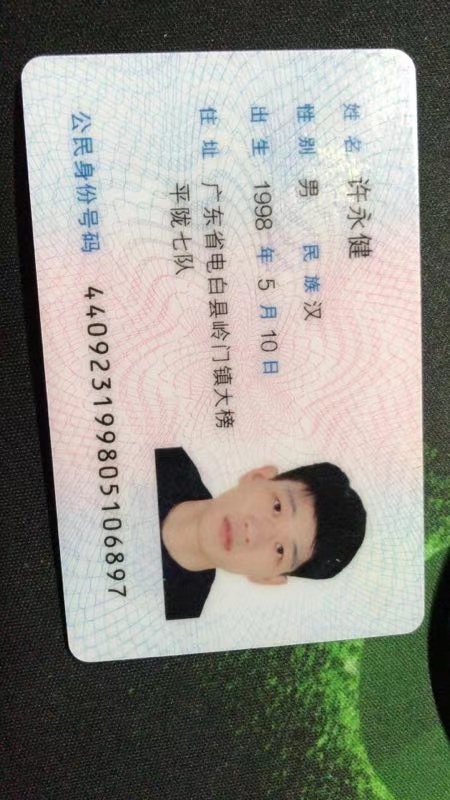 姓名 许永健
性别 男 民族 汉
出生 1998 年 5 月 10 日
住址 广东省电白县岭门镇大榜
平陇七队
公民身份号码 440923199805106897